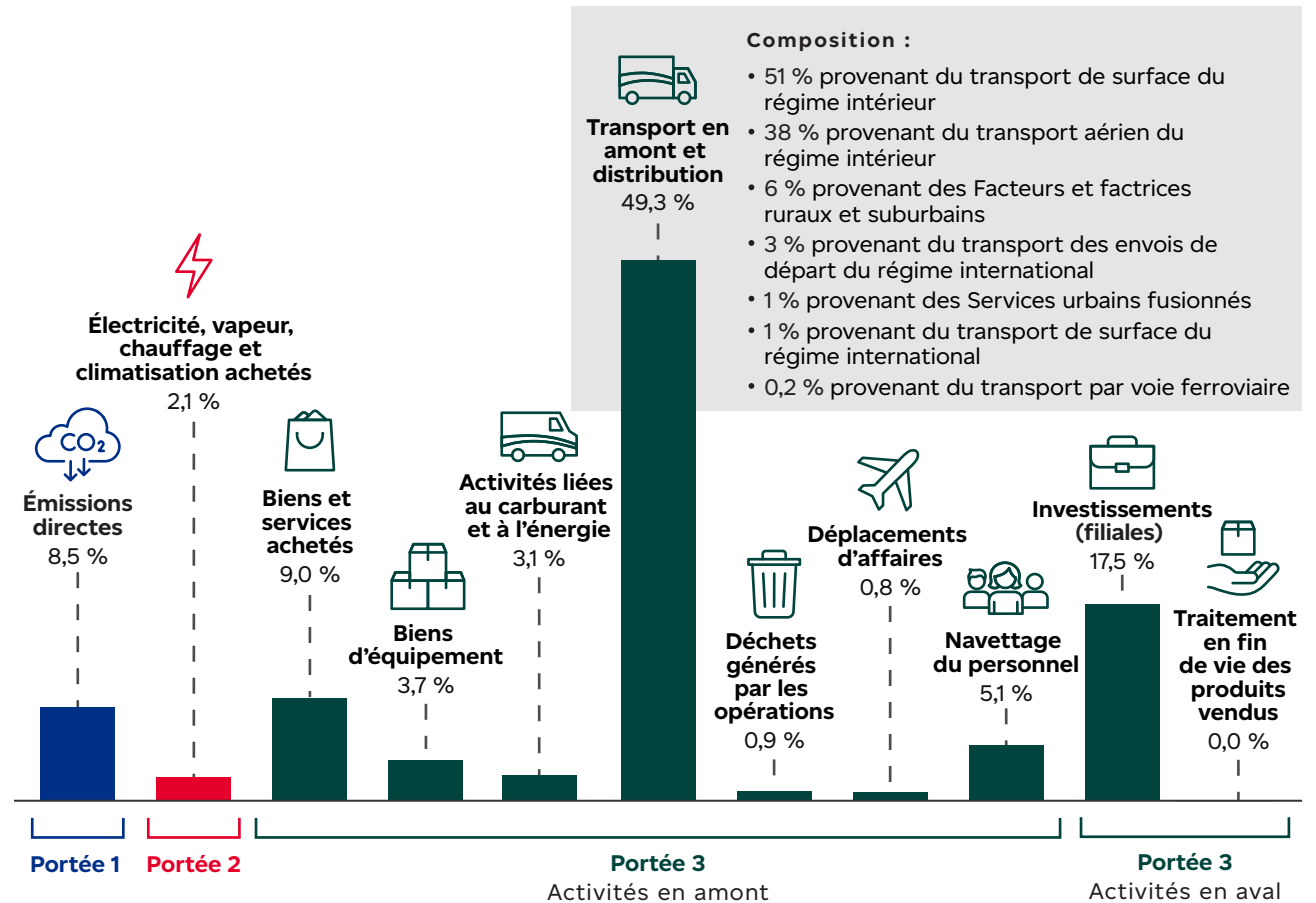 Composition :
• 51 % provenant du transport de surface du
régime intérieur
• 38 % provenant du transport aérien du
régime intérieur
• 6 % provenant des Facteurs et factrices
ruraux et suburbains
• 3 % provenant du transport des envois de
départ du régime international
• 1 % provenant des Services urbains fusionnés
• 1 % provenant du transport de surface du
régime international
• 0,2 % provenant du transport par voie ferroviaire
Transport en
amont et
distribution
49,3 %
Électricité, vapeur,
chauffage et
climatisation achetés
2,1 %
CO2
Émissions
directes
8,5 %
Biens et
services
achetés
9,0 %
Biens
d'équipement
3,7 %
Activités liées
au carburant
et à l'énergie
3,1 %
Déchets
générés
par les
opérations
0,9 %
Déplacements
d'affaires
0,8 %
Navettage
du personnel
5,1 %
Investissements
(filiales)
17,5 %
Traitement
en fin
de vie des
produits
vendus
0,0 %
Portée 1
Portée 2
Portée 3
Activités en amont
Portée 3
Activités en aval